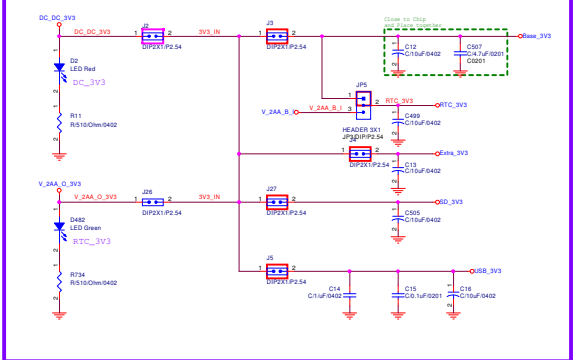 DC_DC_3V3
DC_DC_3V3
1
J2
2
DIP2X1/P2.54
3V3_IN
1
J3
2
DIP2X1/P2.54
Close to Chip
and Place together
Base_3V3
C12
C/10uF/0402
C507
C/4.7uF/0201
C0201
D2
LED Red
DC_3V3
R11
R/510/Ohm/0402
JP5
1
2
3
RTC_3V3
RTC_3V3
V_2AA_B_I
V_2AA_B_I
HEADER 3X1
JP3/DIP/P2.54
C499
C/10uF/0402
J4
1
2
DIP2X1/P2.54
Extra_3V3
C13
C/10uF/0402
V_2AA_O_3V3
V_2AA_O_3V3
1
J26
2
DIP2X1/P2.54
3V3_IN
1
J27
2
DIP2X1/P2.54
SD_3V3
C505
C/10uF/0402
D482
LED Green
RTC_3V3
R734
R/510/Ohm/0402
1
J5
2
DIP2X1/P2.54
USB_3V3
C14
C/1uF/0402
C15
C/0.1uF/0201
C16
C/10uF/0402